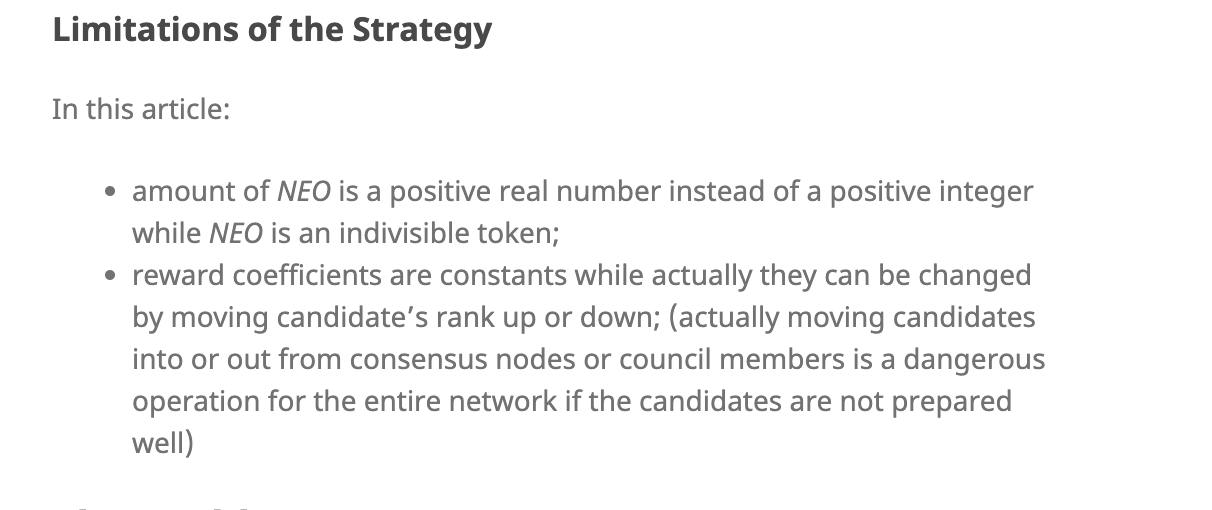 Limitations of the Strategy
In this article:
• amount of NEO is a positive real number instead of a positive integer
while NEO is an indivisible token;
• reward coefficients are constants while actually they can be changed
by moving candidate’s rank up or down; (actually moving candidates
into or out from consensus nodes or council members is a dangerous
operation for the entire network if the candidates are not prepared
well)